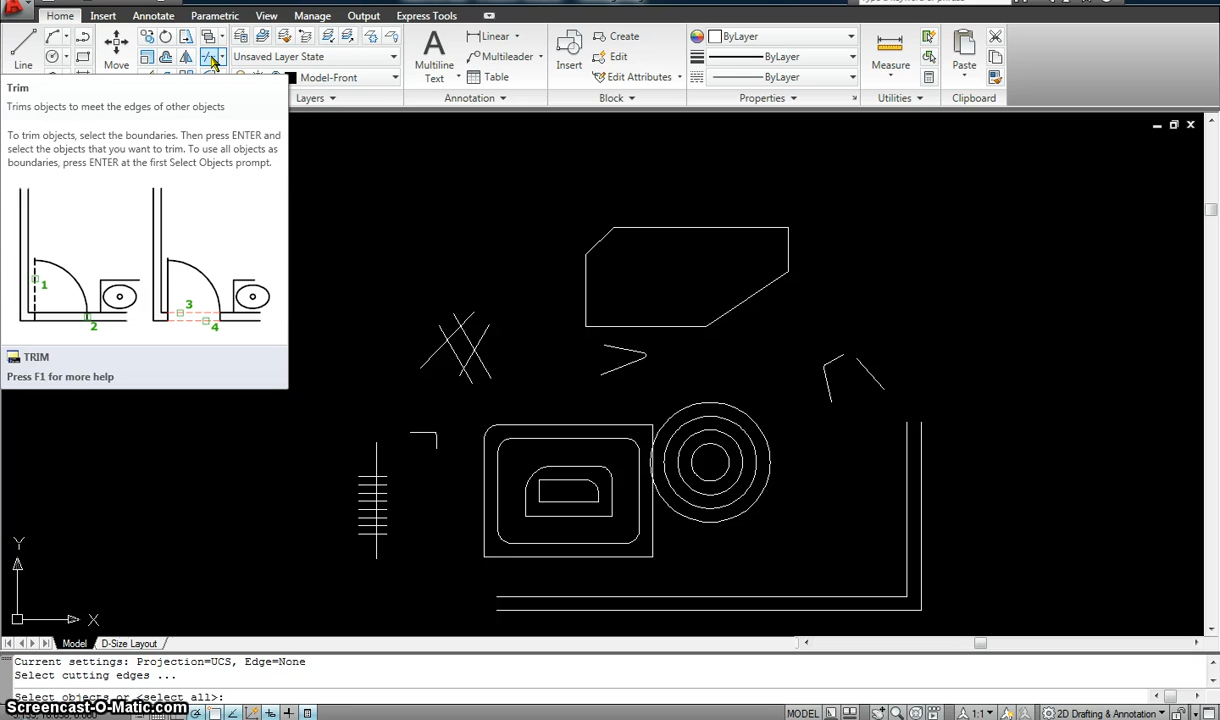 Home Insert Annotate Parametric View Manage Output Express Tools
Line
Move
Unsaved Layer State
Model-Front
Layers
Multiline
Text
Linear
Multileader
Table
Annotation
Insert
Create
Edit
Edit Attributes
Block
ByLayer
ByLayer
ByLayer
Properties
Measure
Utilities
Paste
Clipboard
Trim
Trims objects to meet the edges of other objects
To trim objects, select the boundaries. Then press ENTER and
select the objects that you want to trim. To use all objects as
boundaries, press ENTER at the first Select Objects prompt.
1
2
3
4
TRIM
Press F1 for more help
Y
X
Model D-Size Layout
Current settings: Projection=UCS, Edge=None
Select cutting edges ...
Select objects or <select all>:
Screencast-O-Matic.com
MODEL
1:1
2D Drafting & Annotation